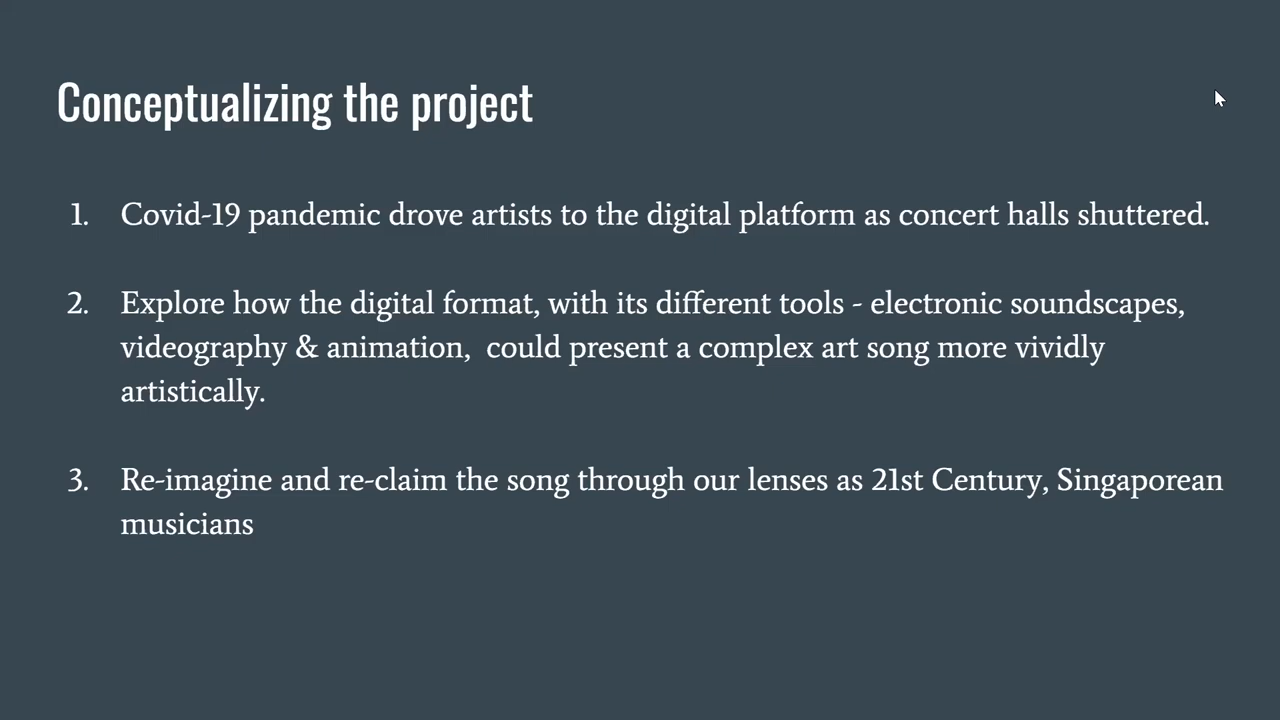 Conceptualizing the project
1. Covid-19 pandemic drove artists to the digital platform as concert halls shuttered.
2. Explore how the digital format, with its different tools - electronic soundscapes,
videography & animation,  could present a complex art song more vividly
artistically.
3. Re-imagine and re-claim the song through our lenses as 21st Century, Singaporean
musicians